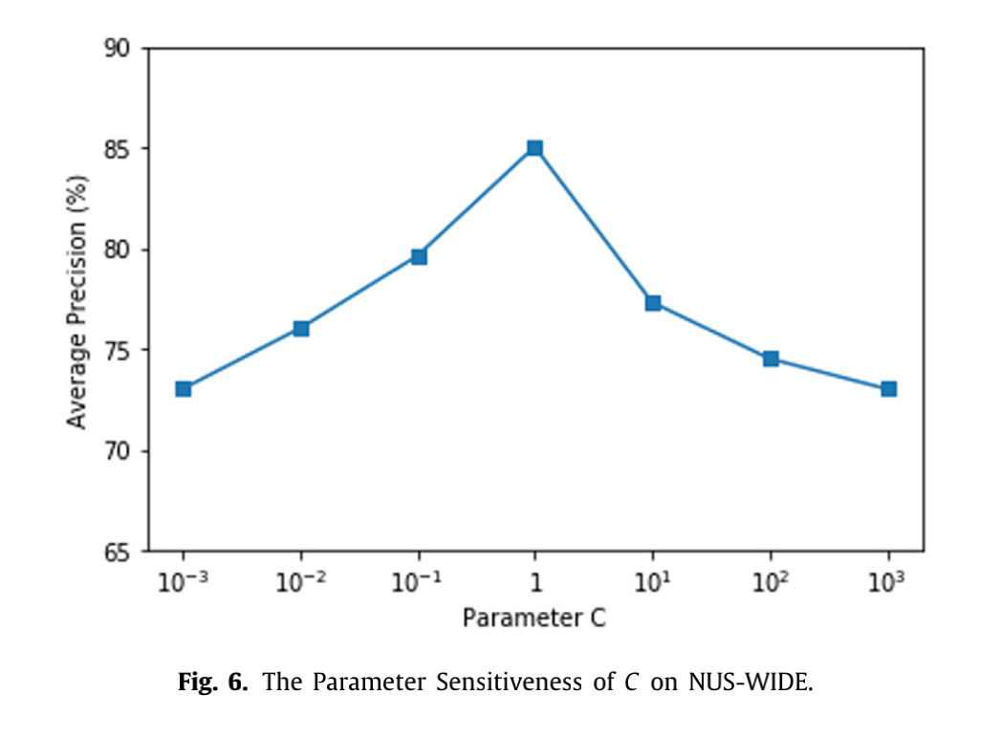 90
85
80
75
70
65
Average Precision (%)
10⁻³ 10⁻² 10⁻¹ 1 10¹ 10² 10³
Parameter C
Fig. 6. The Parameter Sensitiveness of C on NUS-WIDE.